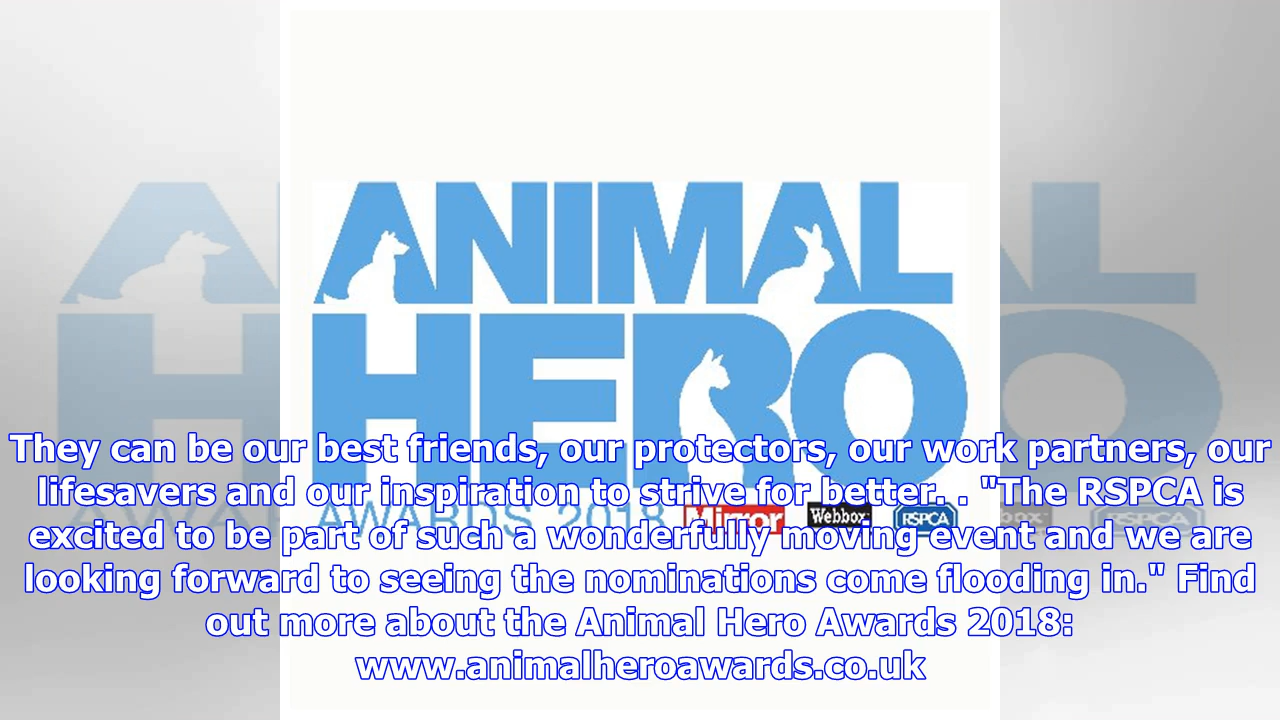 ANIMAL
HERO
They can be our best friends, our protectors, our work partners, our
lifesavers and our inspiration to strive for better. . "The RSPCA is
AWARDS 2018 Mirror Webbox RSPCA
excited to be part of such a wonderfully moving event and we are
looking forward to seeing the nominations come flooding in." Find
out more about the Animal Hero Awards 2018:
www.animalheroawards.co.uk